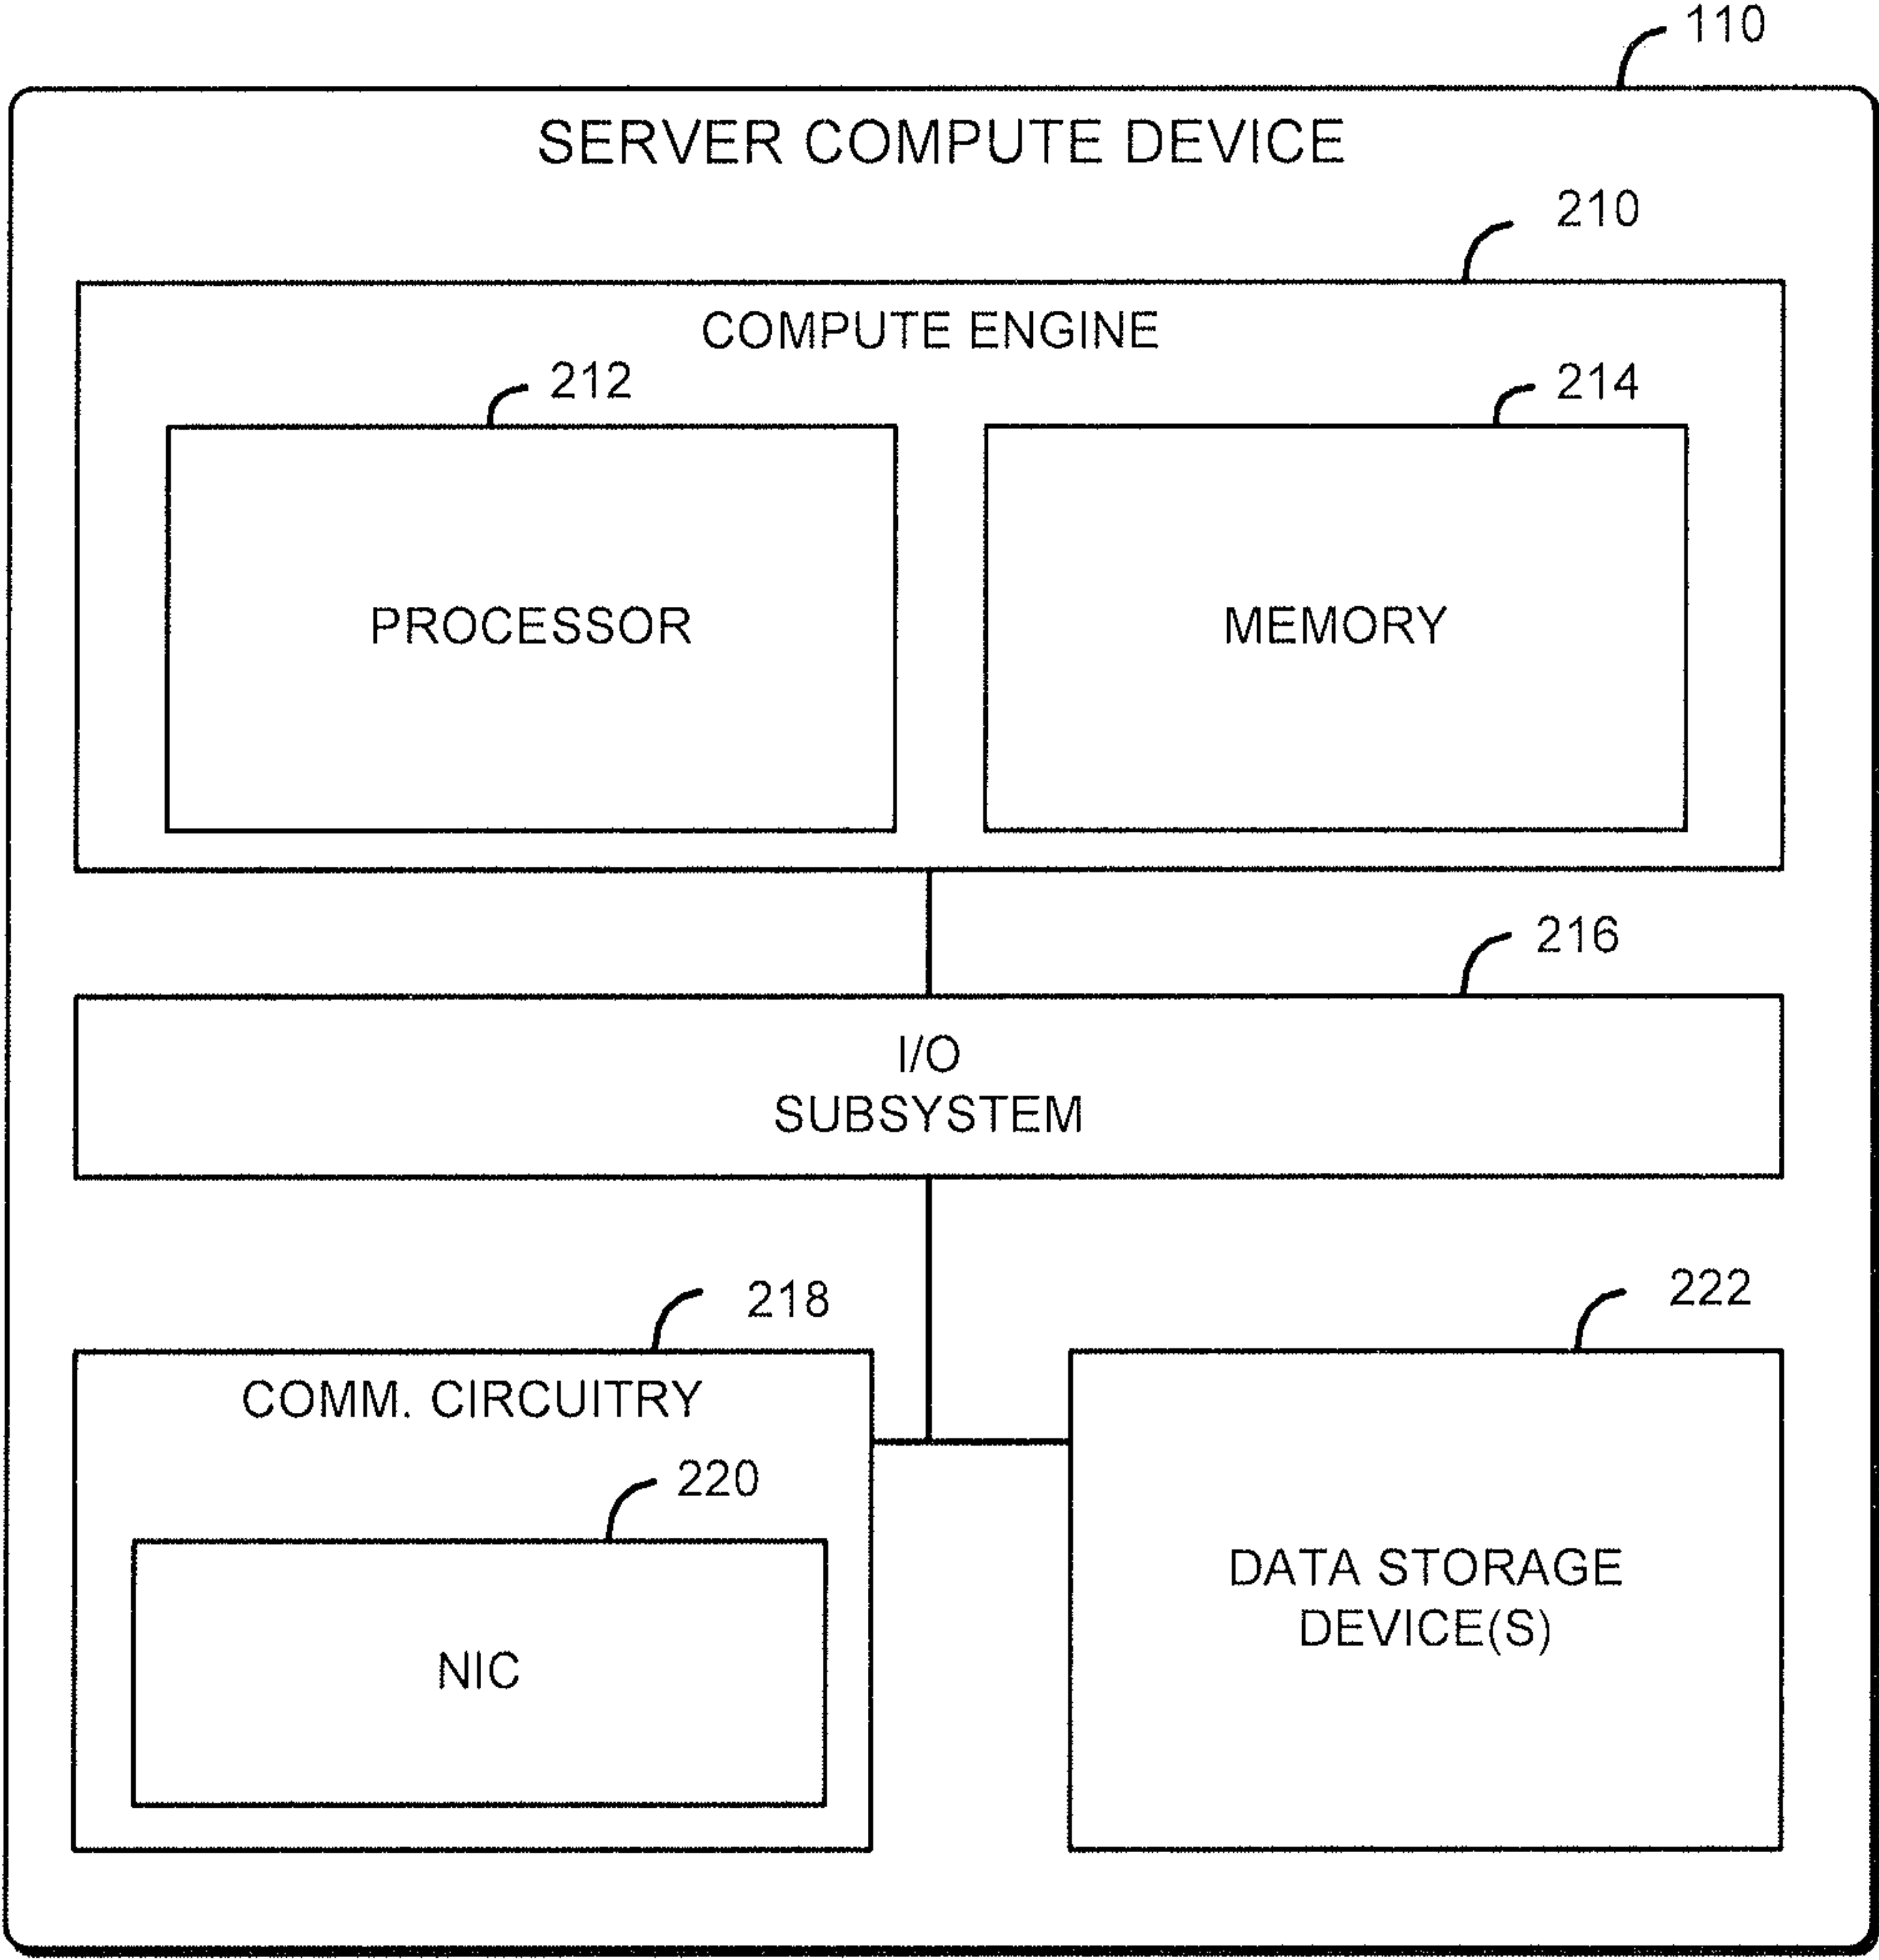 110
SERVER COMPUTE DEVICE
210
COMPUTE ENGINE
212
214
PROCESSOR
MEMORY
216
I/O
SUBSYSTEM
218
222
COMM. CIRCUITRY
220
DATA STORAGE
DEVICE(S)
NIC